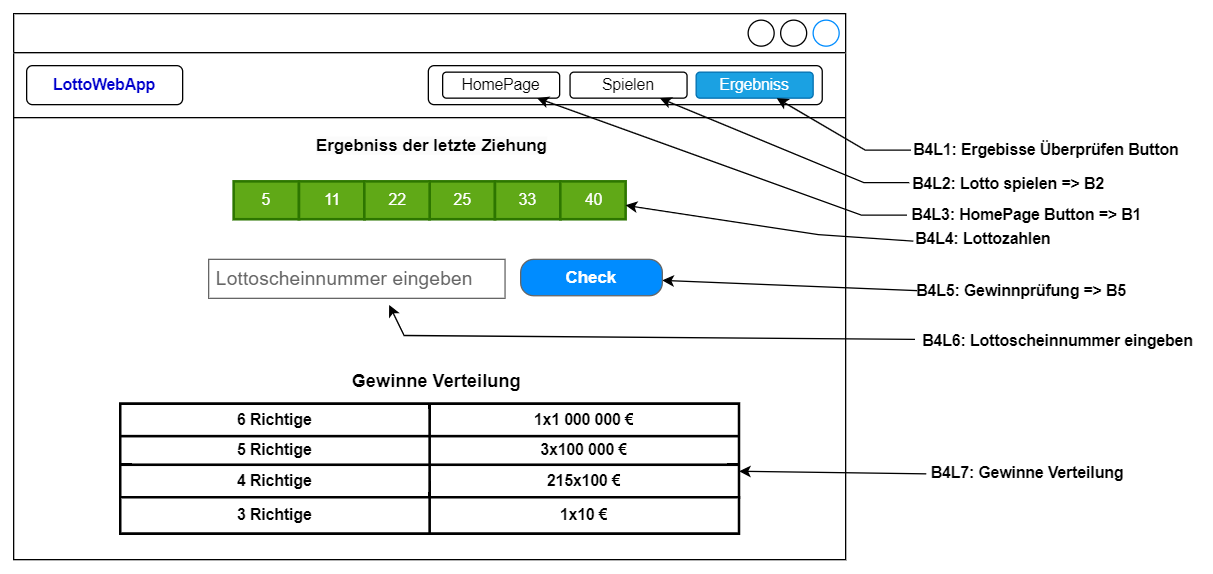 LottoWebApp
HomePage Spielen Ergebniss
Ergebniss der letzte Ziehung
B4L1: Ergebisse Überprüfen Button
B4L2: Lotto spielen => B2
5 11 22 25 33 40
B4L3: HomePage Button => B1
B4L4: Lottozahlen
Lottoscheinnummer eingeben Check
B4L5: Gewinnprüfung => B5
B4L6: Lottoscheinnummer eingeben
Gewinne Verteilung
6 Richtige 1x1 000 000 €
5 Richtige 3x100 000 €
4 Richtige 215x100 €
B4L7: Gewinne Verteilung
3 Richtige 1x10 €